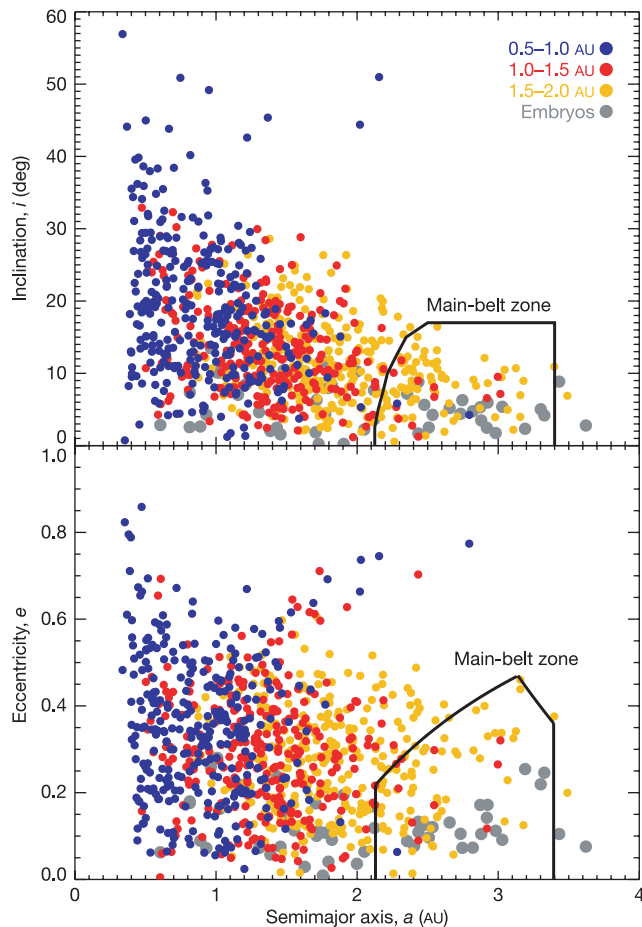 60
50
40
30
20
10
0
Inclination, i (deg)
0.5–1.0 AU
1.0–1.5 AU
1.5–2.0 AU
Embryos
Main-belt zone
1.0
0.8
0.6
0.4
0.2
0.0
Eccentricity, e
Main-belt zone
0 1 2 3 4
Semimajor axis, a (AU)